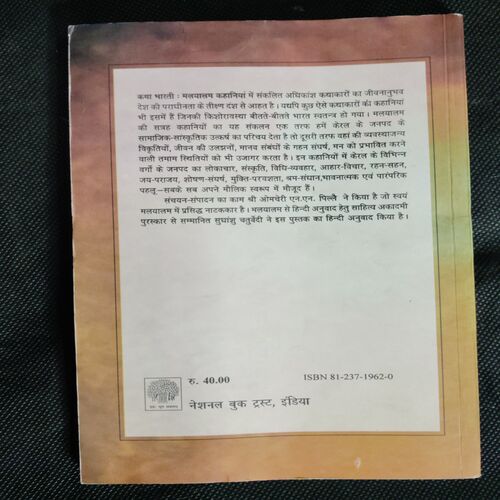 कथा भारती : मलयालम कहानियां में संकलित अधिकांश कथाकारों का जीवनानुभव
देश की पराधीनता के तीक्ष्ण दंश से आहत है। यद्यपि कुछ ऐसे कथाकारों की कहानियां
भी इसमें हैं जिनकी किशोरावस्था बीतते-बीतते भारत स्वतन्त्र हो गया। मलयालम
की सत्रह कहानियों का यह संकलन एक तरफ हमें केरल के जनपद के
सामाजिक-सांस्कृतिक उत्कर्ष का परिचय देता है तो दूसरी तरफ वहां की व्यवस्थाजन्य
विकृतियों, जीवन की उलझनों, मानव संबंधों के गहन संघर्ष, मन को प्रभावित करने
वाली तमाम स्थितियों को भी उजागर करता है। इन कहानियों में केरल के विभिन्न
वर्गों के जनपद का लोकाचार, संस्कृति, विधि-व्यवहार, आहार-विचार, रहन-सहन,
जय-पराजय, शोषण-संघर्ष, मुक्ति-परवशता, श्रम-संधान,भावनात्मक एवं पारंपरिक
पहलू—सबके सब अपने मौलिक स्वरूप में मौजूद हैं।
संचयन-संपादन का काम श्री ओमचेरी एन.एन. पिल्लै ने किया है जो स्वयं
मलयालम में प्रसिद्ध नाटककार है। मलयालम से हिन्दी अनुवाद हेतु साहित्य अकादमी
पुरस्कार से सम्मानित सुधांशु चतुर्वेदी ने इस पुस्तक का हिन्दी अनुवाद किया है।
रु. 40.00
ISBN 81-237-1962-0
नेशनल बुक ट्रस्ट, इंडिया